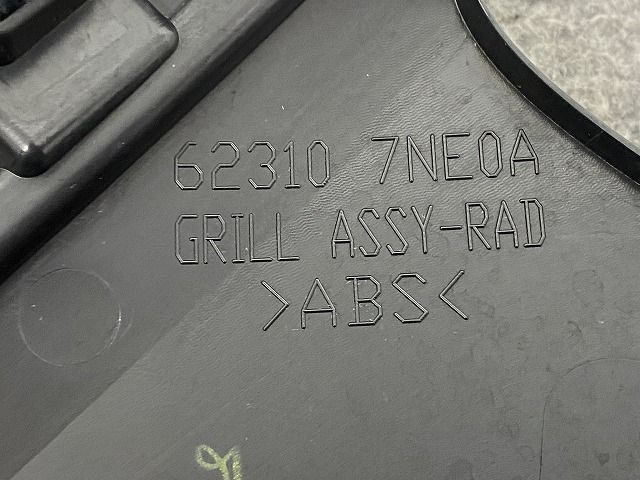 62310 7NE0A
GRILL ASSY-RAD
>ABS<